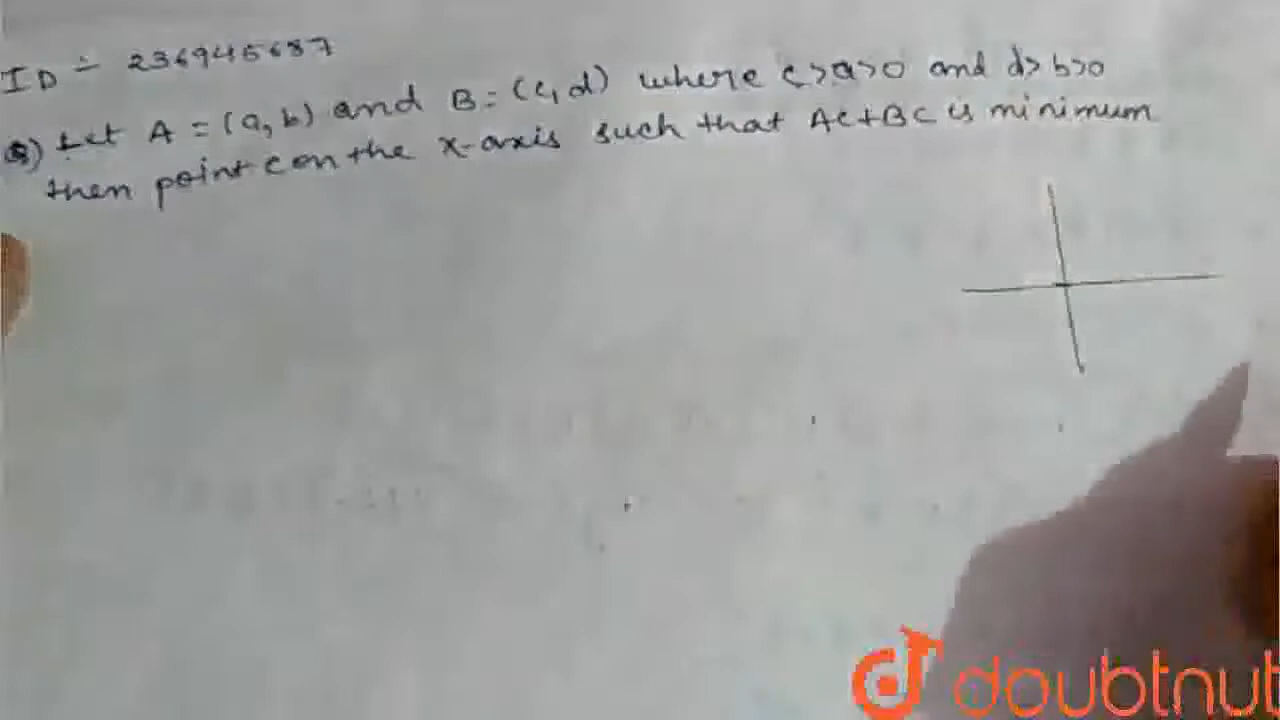 ID ÷ 236945687
Q) Let A = (a, b) and B = (c, d) where c > a > 0 and d > b > 0
then point c on the x-axis such that AC + BC is minimum
doubtnut